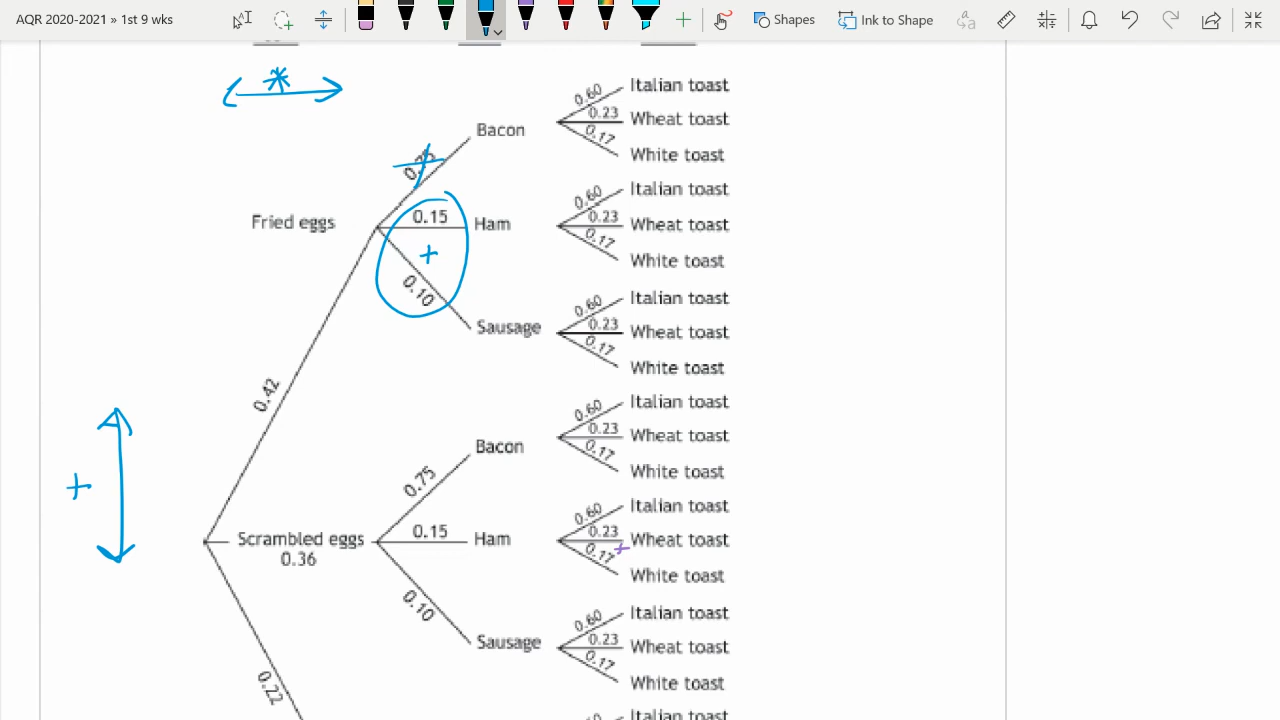 AQR 2020-2021 » 1st 9 wks
Shapes
Ink to Shape
*
0.60 Italian toast
0.23 Wheat toast
0.17 White toast
Bacon
0.75
0.60 Italian toast
0.23 Wheat toast
0.17 White toast
Fried eggs
0.15 Ham
+
0.10
Sausage
0.60 Italian toast
0.23 Wheat toast
0.17 White toast
0.42
+
0.60 Italian toast
0.23 Wheat toast
0.17 White toast
Bacon
0.75
0.60 Italian toast
0.23 Wheat toast
0.17 White toast
Scrambled eggs
0.36
0.15 Ham
0.10
Sausage
0.60 Italian toast
0.23 Wheat toast
0.17 White toast
0.22
Italian toast